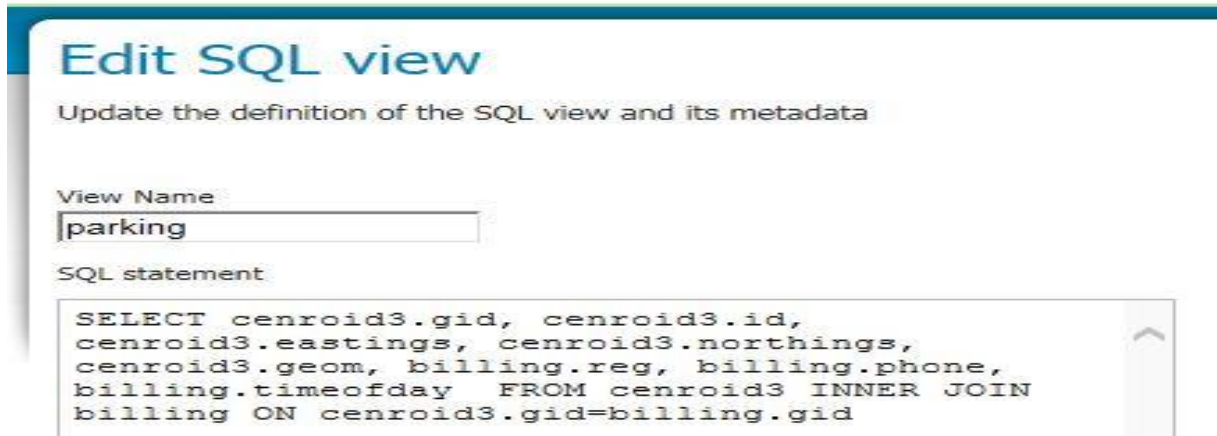 Edit SQL view
Update the definition of the SQL view and its metadata
View Name
parking
SQL statement
SELECT cenroid3.gid, cenroid3.id,
cenroid3.eastings, cenroid3.northings,
cenroid3.geom, billing.reg, billing.phone,
billing.timeofday  FROM cenroid3 INNER JOIN
billing ON cenroid3.gid=billing.gid